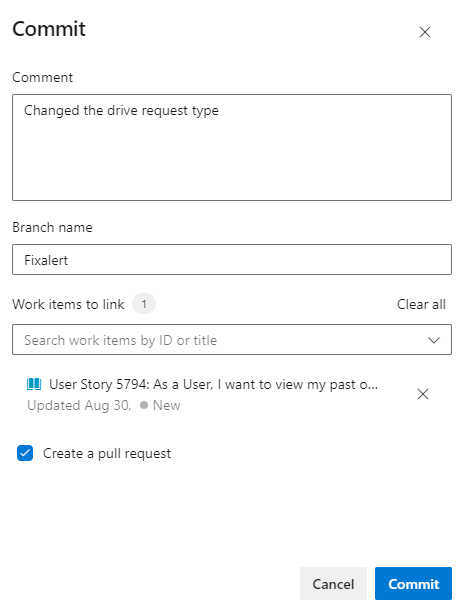 Commit
Comment
Changed the drive request type
Branch name
Fixalert
Work items to link 1 Clear all
Search work items by ID or title
User Story 5794: As a User, I want to view my past o...
Updated Aug 30, New
Create a pull request
Cancel Commit